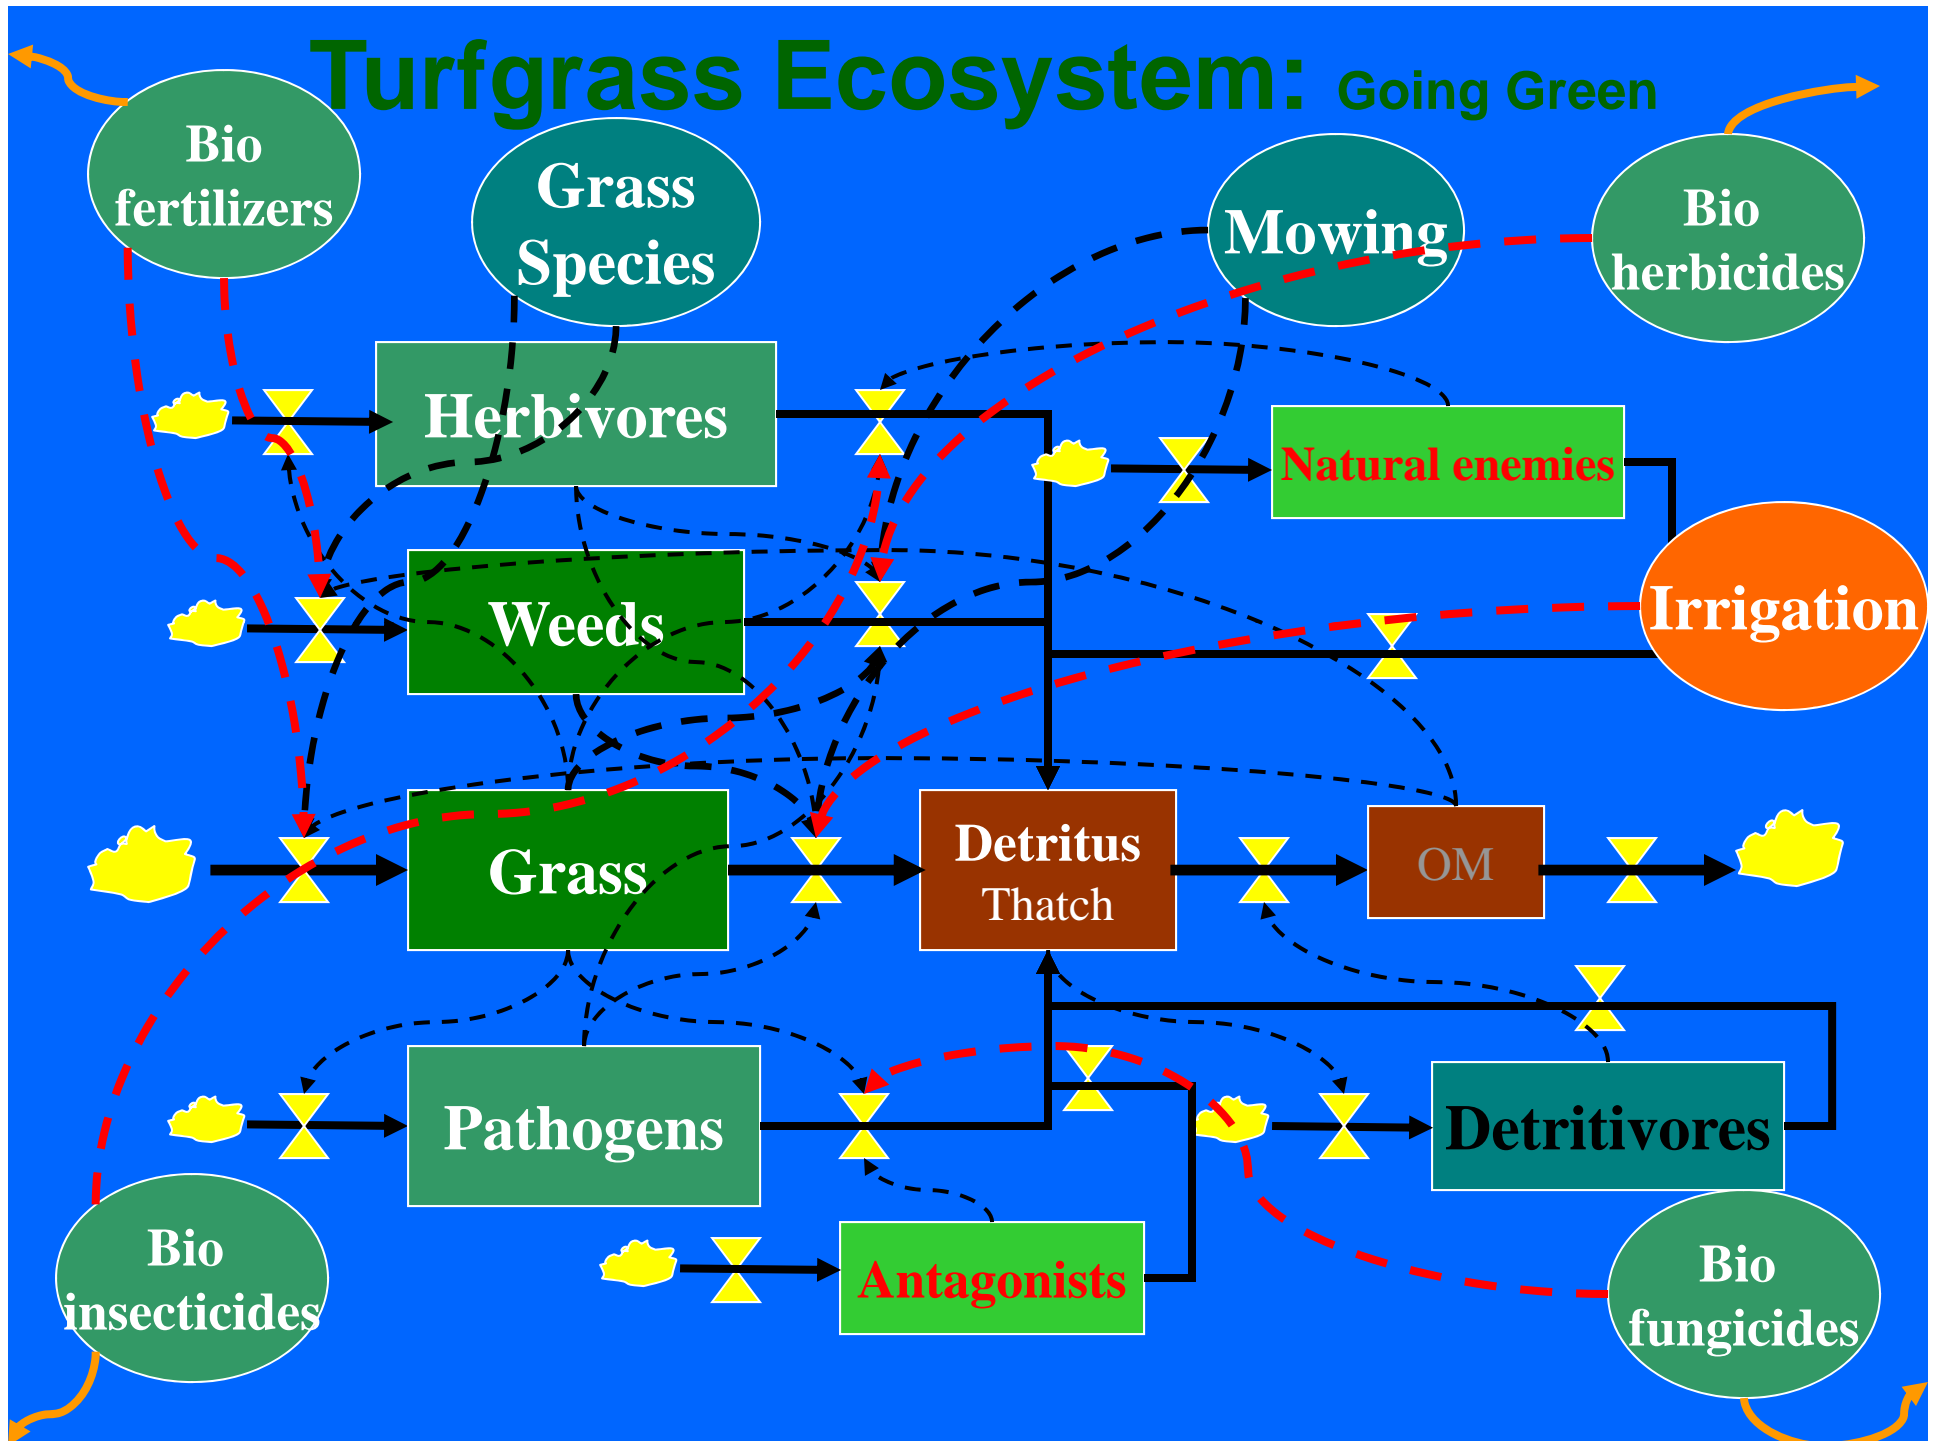 Turfgrass Ecosystem: Going Green
Bio
fertilizers
Grass
Species
Mowing
Bio
herbicides
Herbivores
Natural enemies
Weeds
Irrigation
Grass
Detritus
Thatch
OM
Pathogens
Detritivores
Bio
insecticides
Antagonists
Bio
fungicides